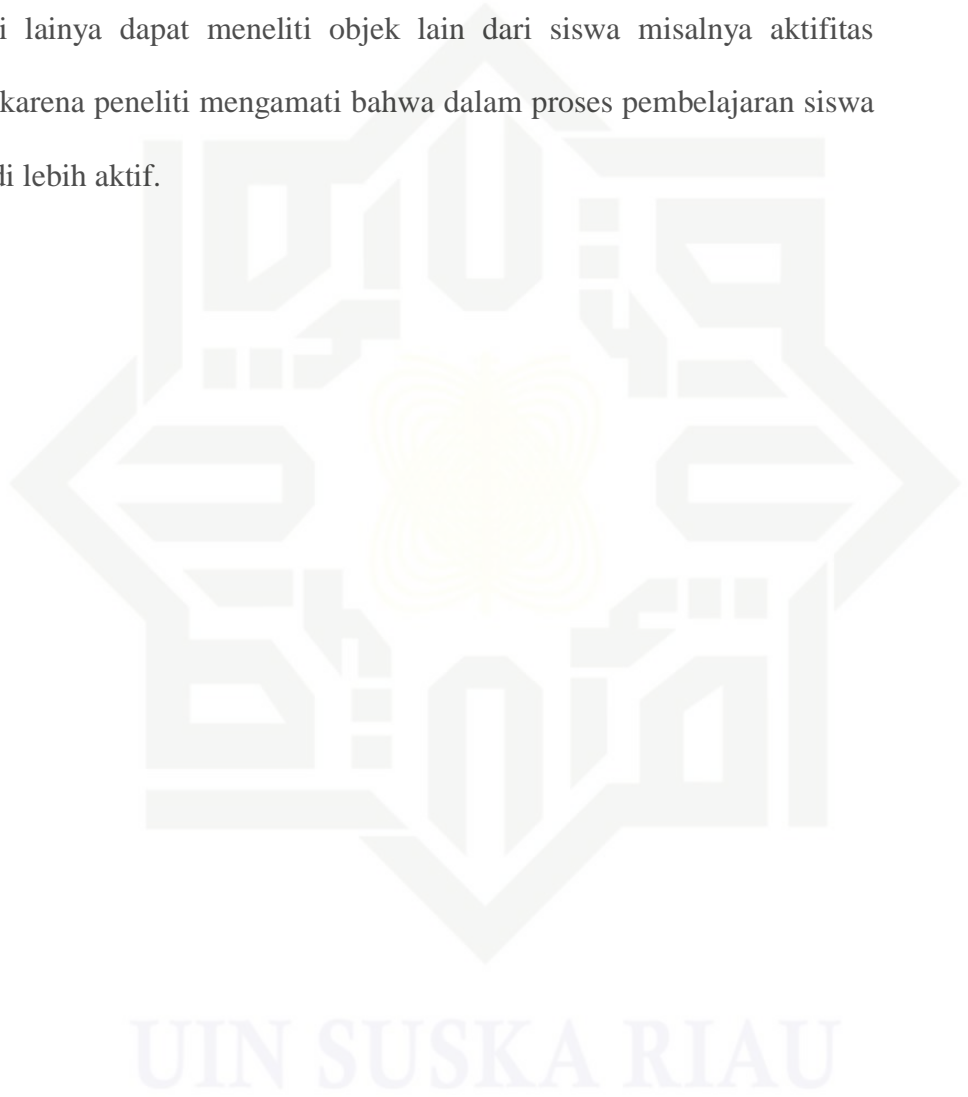 i lainya dapat meneliti objek lain dari siswa misalnya aktifitas
karena peneliti mengamati bahwa dalam proses pembelajaran siswa
di lebih aktif.
UIN SUSKA RIAU